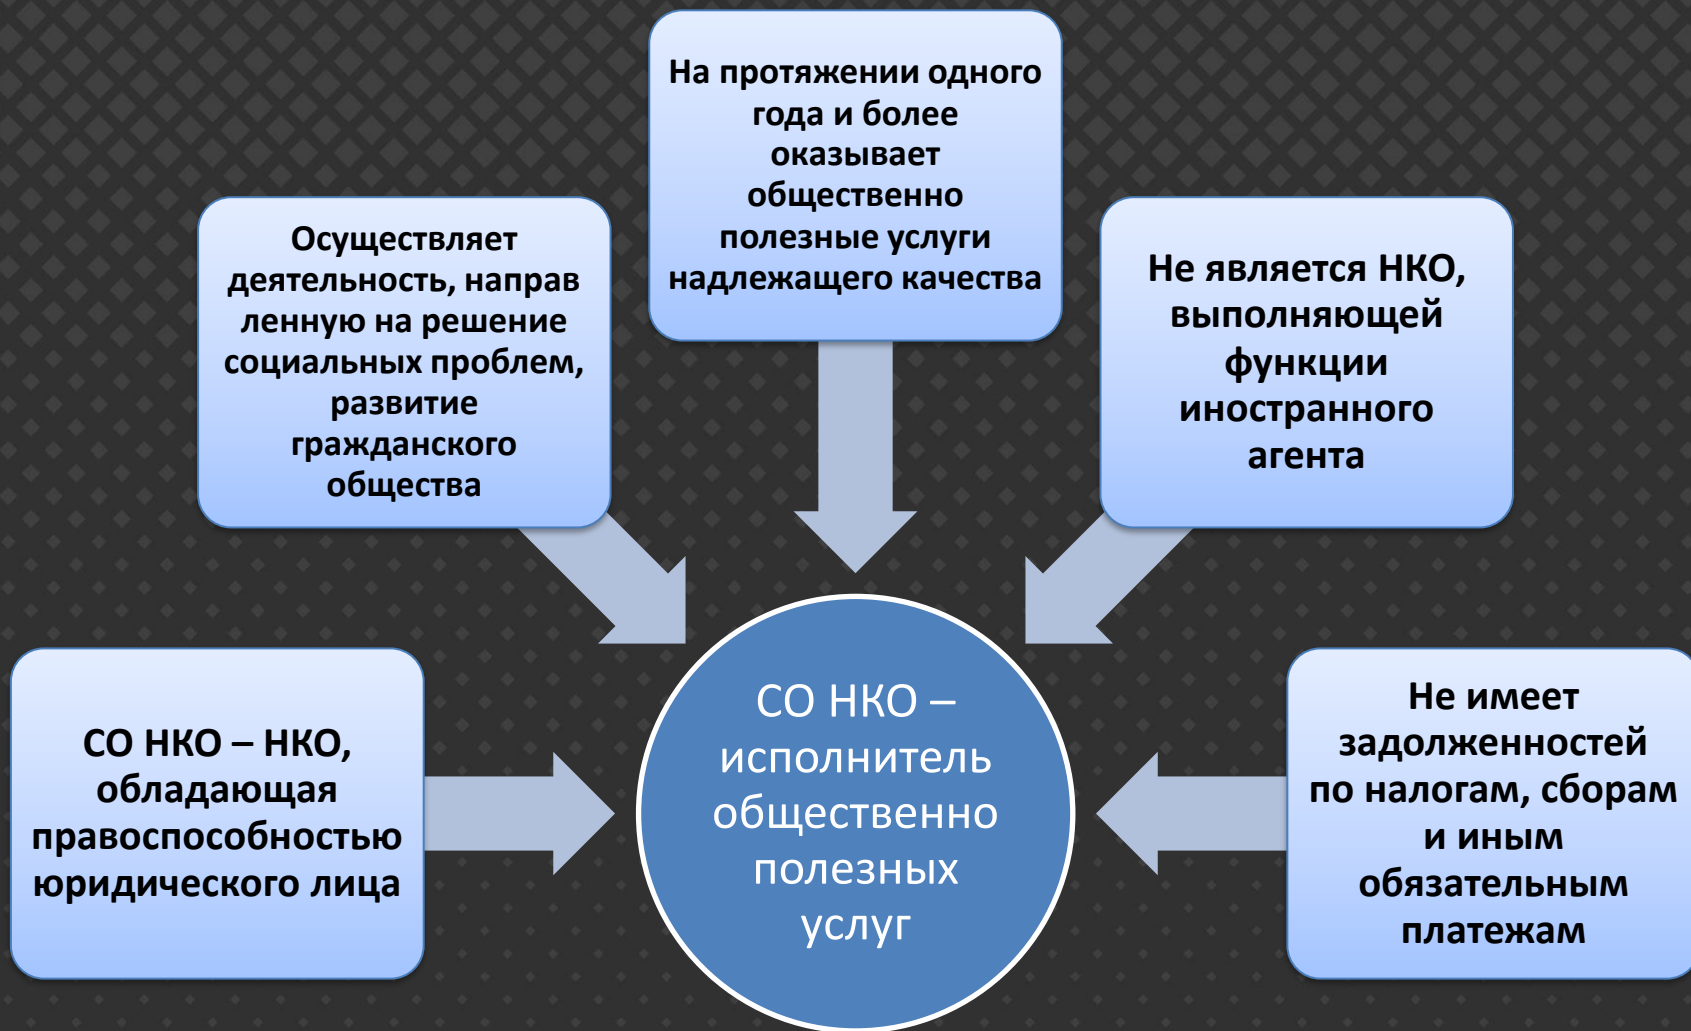 На протяжении одного
года и более
оказывает
общественно
полезные услуги
надлежащего качества
Осуществляет
деятельность, направ
ленную на решение
социальных проблем,
развитие
гражданского
общества
Не является НКО,
выполняющей
функции
иностранного
агента
СО НКО – НКО,
обладающая
правоспособностью
юридического лица
СО НКО –
исполнитель
общественно
полезных
услуг
Не имеет
задолженностей
по налогам, сборам
и иным
обязательным
платежам